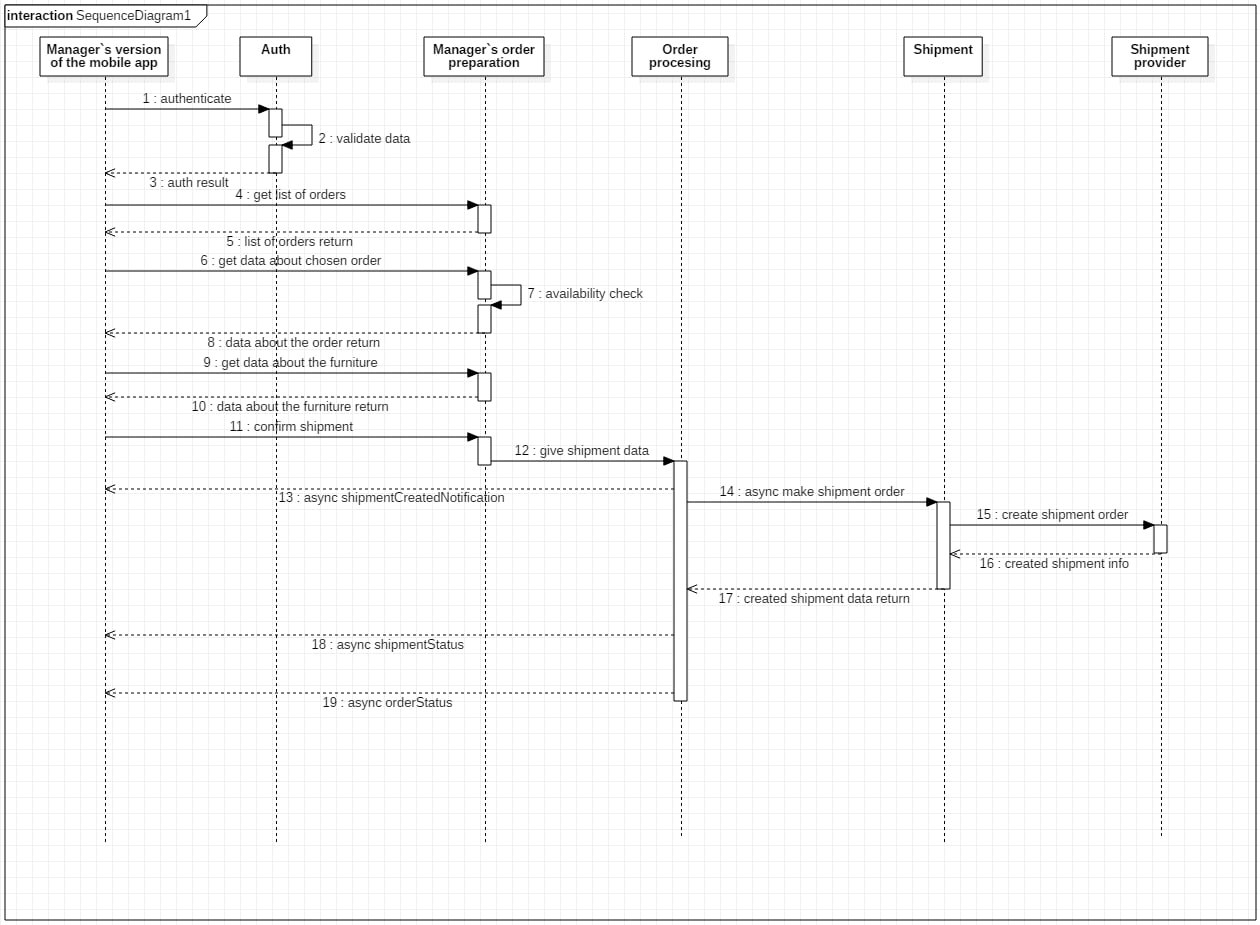 interaction SequenceDiagram1
Manager`s version
of the mobile app
Auth
Manager`s order
preparation
Order
procesing
Shipment
Shipment
provider
1 : authenticate
2 : validate data
3 : auth result
4 : get list of orders
5 : list of orders return
6 : get data about chosen order
7 : availability check
8 : data about the order return
9 : get data about the furniture
10 : data about the furniture return
11 : confirm shipment
12 : give shipment data
13 : async shipmentCreatedNotification
14 : async make shipment order
15 : create shipment order
16 : created shipment info
17 : created shipment data return
18 : async shipmentStatus
19 : async orderStatus